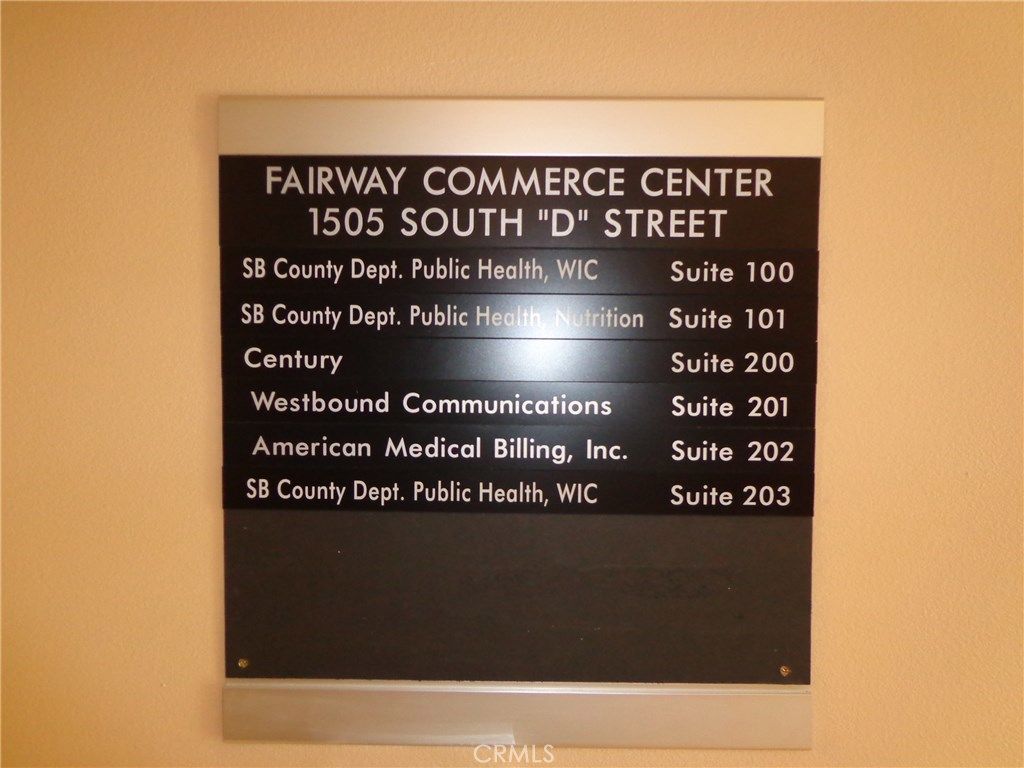 FAIRWAY COMMERCE CENTER
1505 SOUTH "D" STREET
SB County Dept. Public Health, WIC Suite 100
SB County Dept. Public Health, Nutrition Suite 101
Century Suite 200
Westbound Communications Suite 201
American Medical Billing, Inc. Suite 202
SB County Dept. Public Health, WIC Suite 203
CRMLS